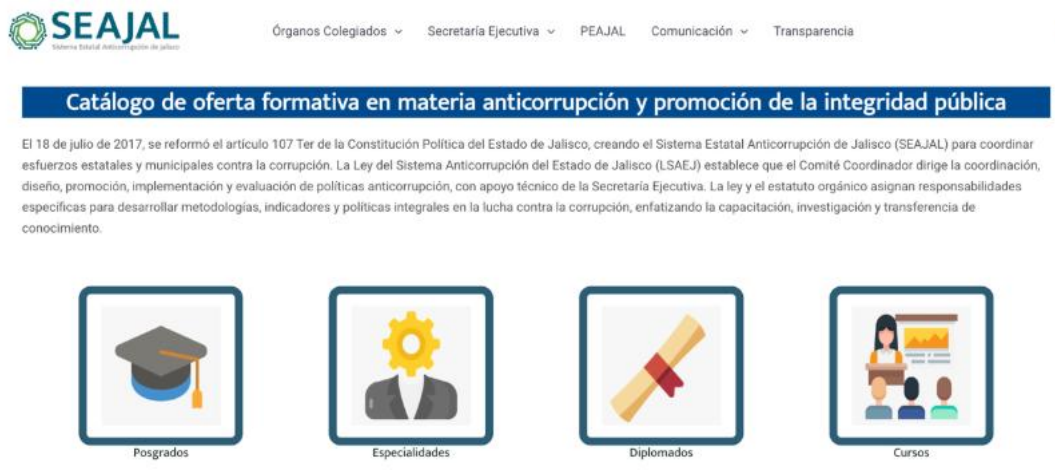 SEAJAL
Sistema Estatal Anticorrupción de jalisco
Órganos Colegiados
Secretaría Ejecutiva
PEAJAL
Comunicación
Transparencia
Catálogo de oferta formativa en materia anticorrupción y promoción de la integridad pública
El 18 de julio de 2017, se reformó el artículo 107 Ter de la Constitución Política del Estado de Jalisco, creando el Sistema Estatal Anticorrupción de Jalisco (SEAJAL) para coordinar
esfuerzos estatales y municipales contra la corrupción. La Ley del Sistema Anticorrupción del Estado de Jalisco (LSAEJ) establece que el Comité Coordinador dirige la coordinación,
diseño, promoción, implementación y evaluación de políticas anticorrupción, con apoyo técnico de la Secretaría Ejecutiva. La ley y el estatuto orgánico asignan responsabilidades
específicas para desarrollar metodologías, indicadores y políticas integrales en la lucha contra la corrupción, enfatizando la capacitación, investigación y transferencia de
conocimiento.
Posgrados
Especialidades
Diplomados
Cursos